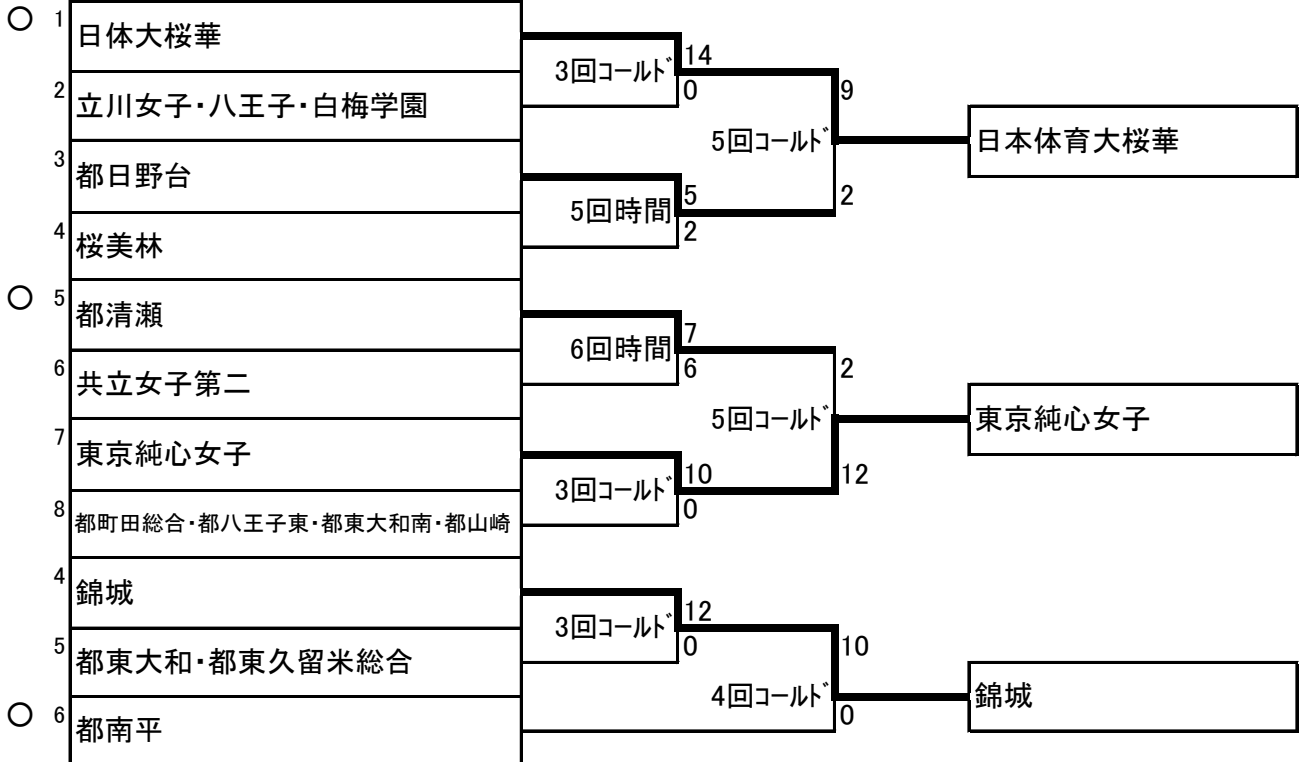 ○ 1 日体大桜華
3回コールド 14
0
2 立川女子・八王子・白梅学園
9
5回コールド
日本体育大桜華
3 都日野台
5回時間 5
2
2
4 桜美林
○ 5 都清瀬
6回時間 7
6
2
6 共立女子第二
5回コールド
東京純心女子
7 東京純心女子
3回コールド 10
0
12
8 都町田総合・都八王子東・都東大和南・都山崎
4 錦城
3回コールド 12
0
10
5 都東大和・都東久留米総合
4回コールド
0
錦城
○ 6 都南平